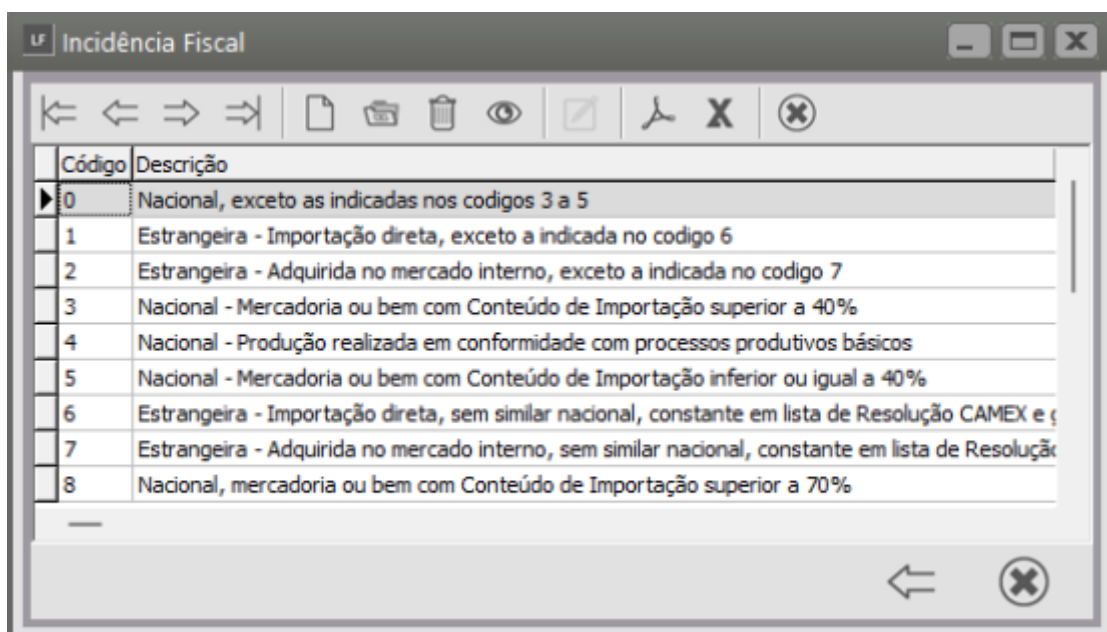 LF Incidência Fiscal
Código Descrição
0 Nacional, exceto as indicadas nos codigos 3 a 5
1 Estrangeira - Importação direta, exceto a indicada no codigo 6
2 Estrangeira - Adquirida no mercado interno, exceto a indicada no codigo 7
3 Nacional - Mercadoria ou bem com Conteúdo de Importação superior a 40%
4 Nacional - Produção realizada em conformidade com processos produtivos básicos
5 Nacional - Mercadoria ou bem com Conteúdo de Importação inferior ou igual a 40%
6 Estrangeira - Importação direta, sem similar nacional, constante em lista de Resolução CAMEX e
7 Estrangeira - Adquirida no mercado interno, sem similar nacional, constante em lista de
8 Nacional, mercadoria ou bem com Conteúdo de Importação superior a 70%